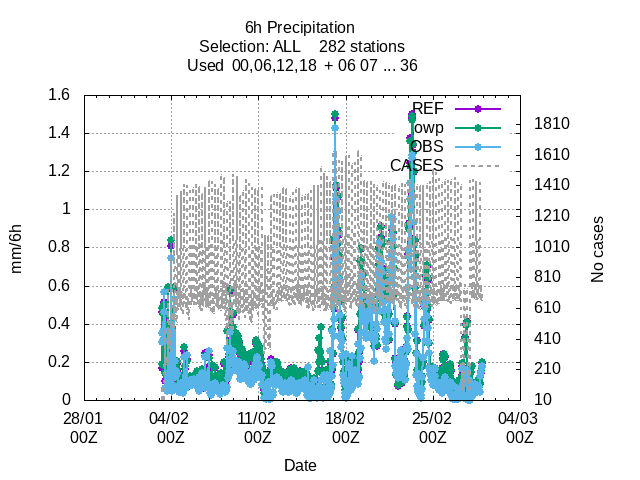 6h Precipitation
Selection: ALL 282 stations
Used 00,06,12,18 + 06 07 ... 36
REF
owp
OBS
CASES
1.6
1.4
1.2
1
0.8
0.6
0.4
0.2
0
mm/6h
1810
1610
1410
1210
1010
810
610
410
210
10
No cases
28/01 04/02 11/02 18/02 25/02 04/03
00Z 00Z 00Z 00Z 00Z 00Z
Date